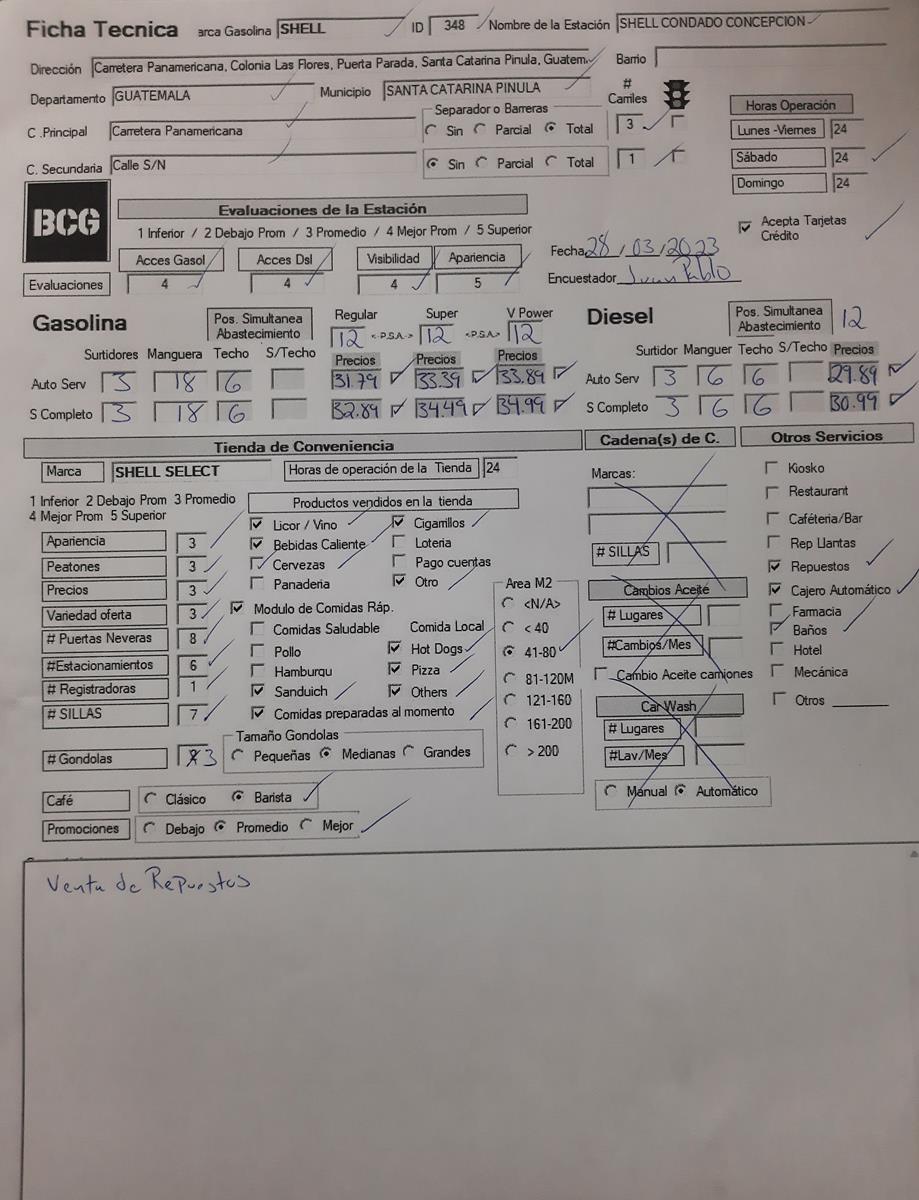 Ficha Tecnica arca Gasolina SHELL ID 348 Nombre de la Estación SHELL CONDADO CONCEPCION
Dirección Carretera Panamericana, Colonia Las Flores, Puerta Parada, Santa Catarina Pinula, Guatem Barrio
Departamento GUATEMALA Municipio SANTA CATARINA PINULA # Carriles
Separador o Barreras
C .Principal Carretera Panamericana Sin Parcial Total 3
C. Secundaria Calle S/N Sin Parcial Total 1
Horas Operación
Lunes -Viernes 24
Sábado 24
Domingo 24
BCG
Evaluaciones de la Estación
1 Inferior / 2 Debajo Prom / 3 Promedio / 4 Mejor Prom / 5 Superior
Acepta Tarjetas Crédito
Acces Gasol Acces Dsl Visibilidad Apariencia
Evaluaciones 4 4 4 5
Fecha 28 / 03 / 2023
Encuestador Juan Pablo
Gasolina Pos. Simultanea Abastecimiento Regular Super V Power
12 <-P.S.A.-> 12 <-P.S.A.-> 12
Surtidores Manguera Techo S/Techo Precios Precios Precios
Auto Serv 3 18 6 31.79 33.39 33.89
S Completo 3 18 6 32.89 34.49 34.99
Diesel Pos. Simultanea Abastecimiento 12
Surtidor Manguer Techo S/Techo Precios
Auto Serv 3 6 6 29.89
S Completo 3 6 6 30.99
Tienda de Conveniencia
Marca SHELL SELECT Horas de operación de la Tienda 24
1 Inferior 2 Debajo Prom 3 Promedio
4 Mejor Prom 5 Superior
Apariencia 3
Peatones 3
Precios 3
Variedad oferta 3
# Puertas Neveras 8
#Estacionamientos 6
# Registradoras 1
# SILLAS 7
# Gondolas 3
Productos vendidos en la tienda
Licor / Vino Cigarrillos
Bebidas Caliente Loteria
Cervezas Pago cuentas
Panaderia Otro
Modulo de Comidas Ráp.
Comidas Saludable Comida Local
Pollo Hot Dogs
Hamburqu Pizza
Sanduich Others
Comidas preparadas al momento
Tamaño Gondolas
Pequeñas Medianas Grandes
Area M2
<N/A>
< 40
41-80
81-120M
121-160
161-200
> 200
Café Clásico Barista
Promociones Debajo Promedio Mejor
Cadena(s) de C.
Marcas:
# SILLAS
Cambios Aceité
# Lugares
#Cambios/Mes
Cambio Aceite camiones
Car Wash
# Lugares
#Lav/Mes
Manual Automático
Otros Servicios
Kiosko
Restaurant
Caféteria/Bar
Rep Llantas
Repuestos
Cajero Automático
Farmacia
Baños
Hotel
Mecánica
Otros
Venta de Repuestos